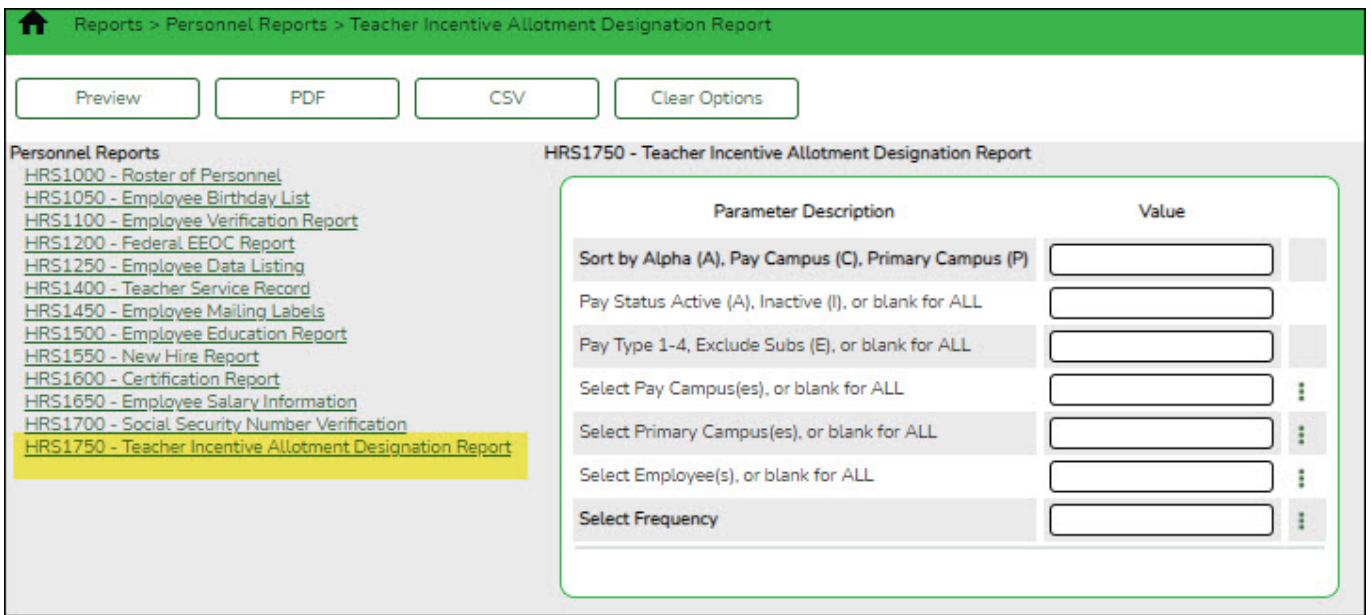 Reports > Personnel Reports > Teacher Incentive Allotment Designation Report
Preview
PDF
CSV
Clear Options
Personnel Reports
HRS1000 - Roster of Personnel
HRS1050 - Employee Birthday List
HRS1100 - Employee Verification Report
HRS1200 - Federal EEOC Report
HRS1250 - Employee Data Listing
HRS1400 - Teacher Service Record
HRS1450 - Employee Mailing Labels
HRS1500 - Employee Education Report
HRS1550 - New Hire Report
HRS1600 - Certification Report
HRS1650 - Employee Salary Information
HRS1700 - Social Security Number Verification
HRS1750 - Teacher Incentive Allotment Designation Report
HRS1750 - Teacher Incentive Allotment Designation Report
Parameter Description Value
Sort by Alpha (A), Pay Campus (C), Primary Campus (P)
Pay Status Active (A), Inactive (I), or blank for ALL
Pay Type 1-4, Exclude Subs (E), or blank for ALL
Select Pay Campus(es), or blank for ALL
Select Primary Campus(es), or blank for ALL
Select Employee(s), or blank for ALL
Select Frequency